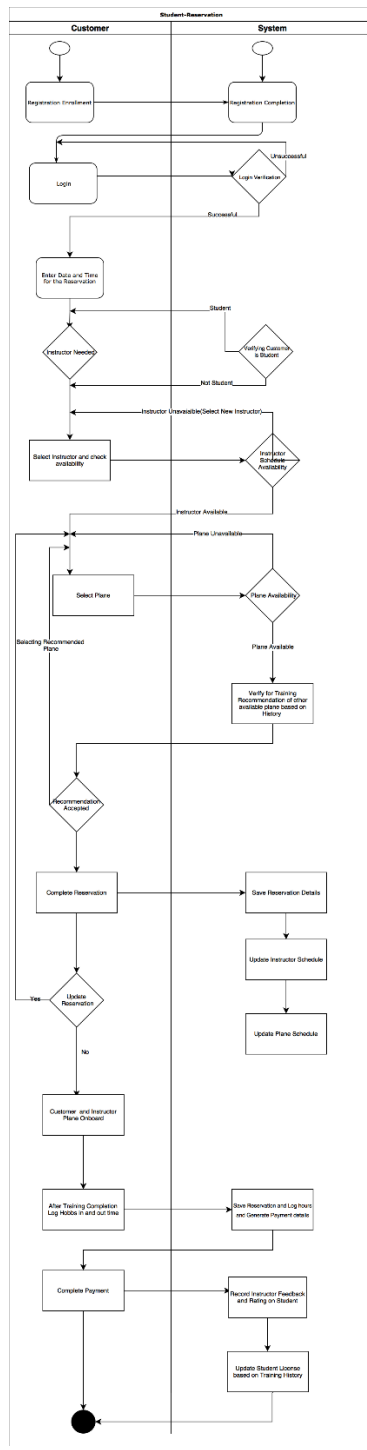 Student-Reservation
Customer
System
Registration Enrollment
Registration Completion
Unsuccessful
Login
Login Verification
Successful
Enter Date and Time
for the Reservation
Student
Instructor Needed
Verifying Customer
is Student
Not Student
Instructor Unavaialble(Select New Instructor)
Select Instructor and check
availability
Instructor
Schedule
Availability
Instructor Available
Plane Unavailable
Select Plane
Plane Availability
Selecting Recommended
Plane
Plane Available
Verify for Training
Recommendation of other
available plane based on
History
Recommendation
Accepted
Complete Reservation
Save Reservation Details
Update Instructor Schedule
Update
Reservation
Yes
Update Plane Schedule
No
Customer and Instructor
Plane Onboard
After Training Completion
Log Hobbs in and out time
Save Reservation and Log hours
and Generate Payment details
Complete Payment
Record Instructor Feedback
and Rating on Student
Update Student License
based on Training History